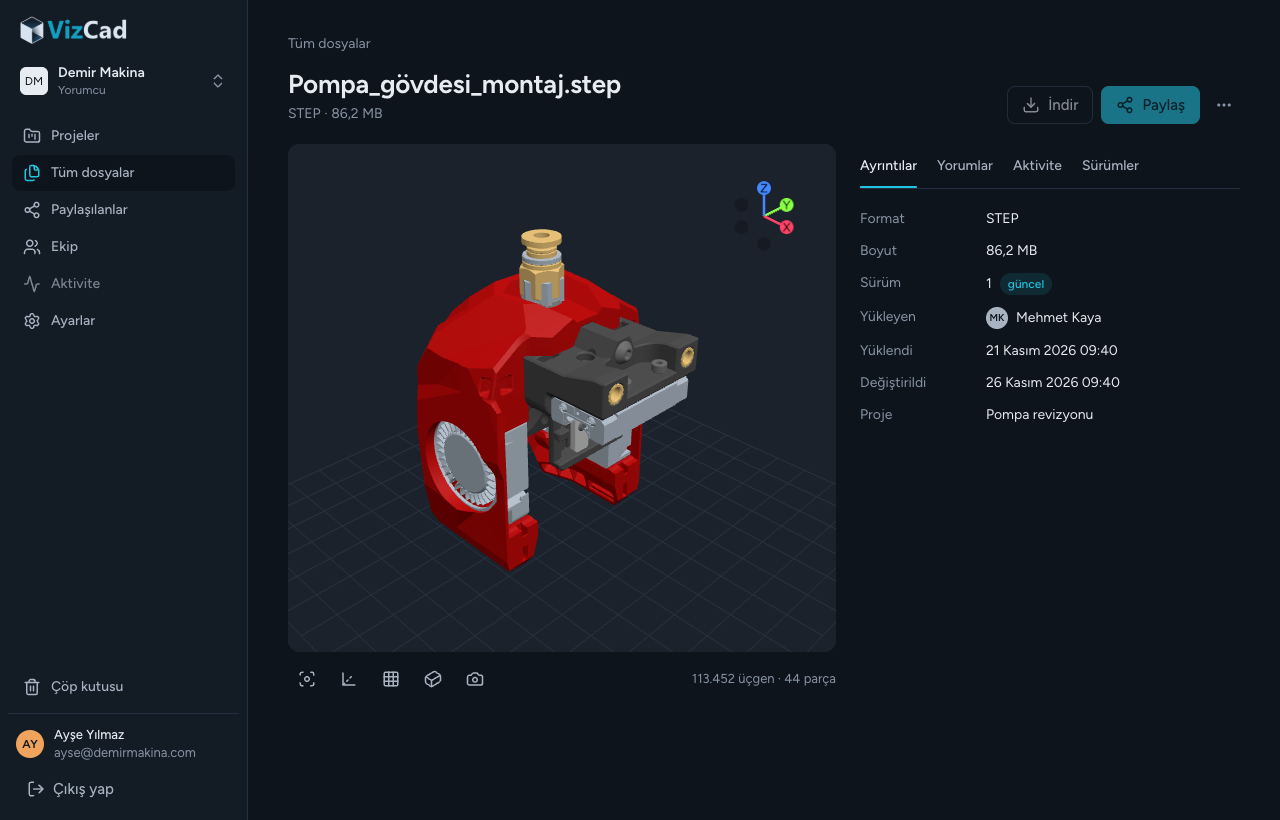 VizCad
DM
Demir Makina
Yorumcu
Projeler
Tüm dosyalar
Paylaşılanlar
Ekip
Aktivite
Ayarlar
Çöp kutusu
AY
Ayşe Yılmaz
ayse@demirmakina.com
Çıkış yap
Tüm dosyalar
Pompa_gövdesi_montaj.step
STEP · 86,2 MB
İndir
Paylaş
Z
Y
X
113.452 üçgen · 44 parça
Ayrıntılar Yorumlar Aktivite Sürümler
Format STEP
Boyut 86,2 MB
Sürüm 1 güncel
Yükleyen MK Mehmet Kaya
Yüklendi 21 Kasım 2026 09:40
Değiştirildi 26 Kasım 2026 09:40
Proje Pompa revizyonu